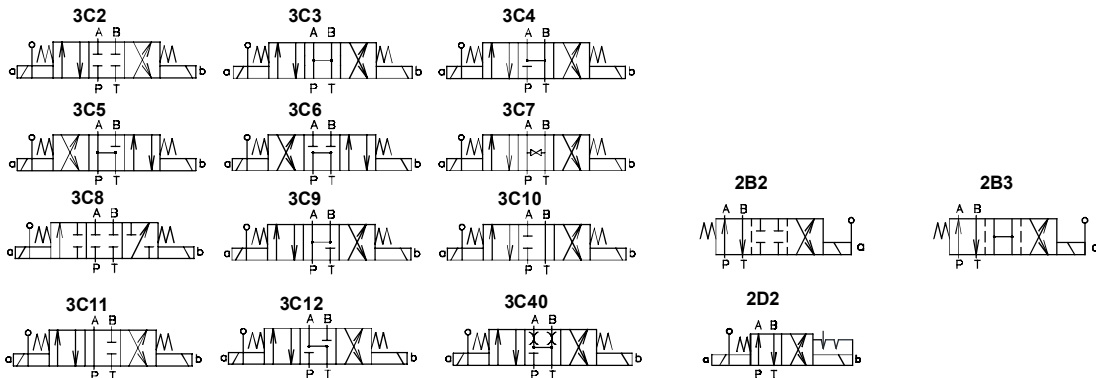 3C2 3C3 3C4
A B A B A B
a b a b a b
P T P T P T
3C5 3C6 3C7
A B A B A B
a b a b a b
P T P T P T
3C8 3C9 3C10 2B2 2B3
A B A B A B A B A B
a b a b a b a a
P T P T P T P T P T
3C11 3C12 3C40 2D2
A B A B A B A B
a b a b a b a b
P T P T P T P T